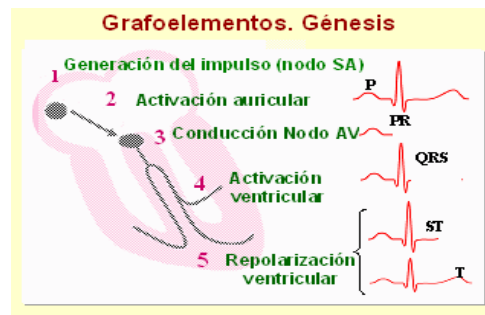 Grafoelementos. Génesis
1 Generación del impulso (nodo SA)
2 Activación auricular
P
PR
3 Conducción Nodo AV
QRS
4 Activación
ventricular
ST
5 Repolarización
ventricular
T